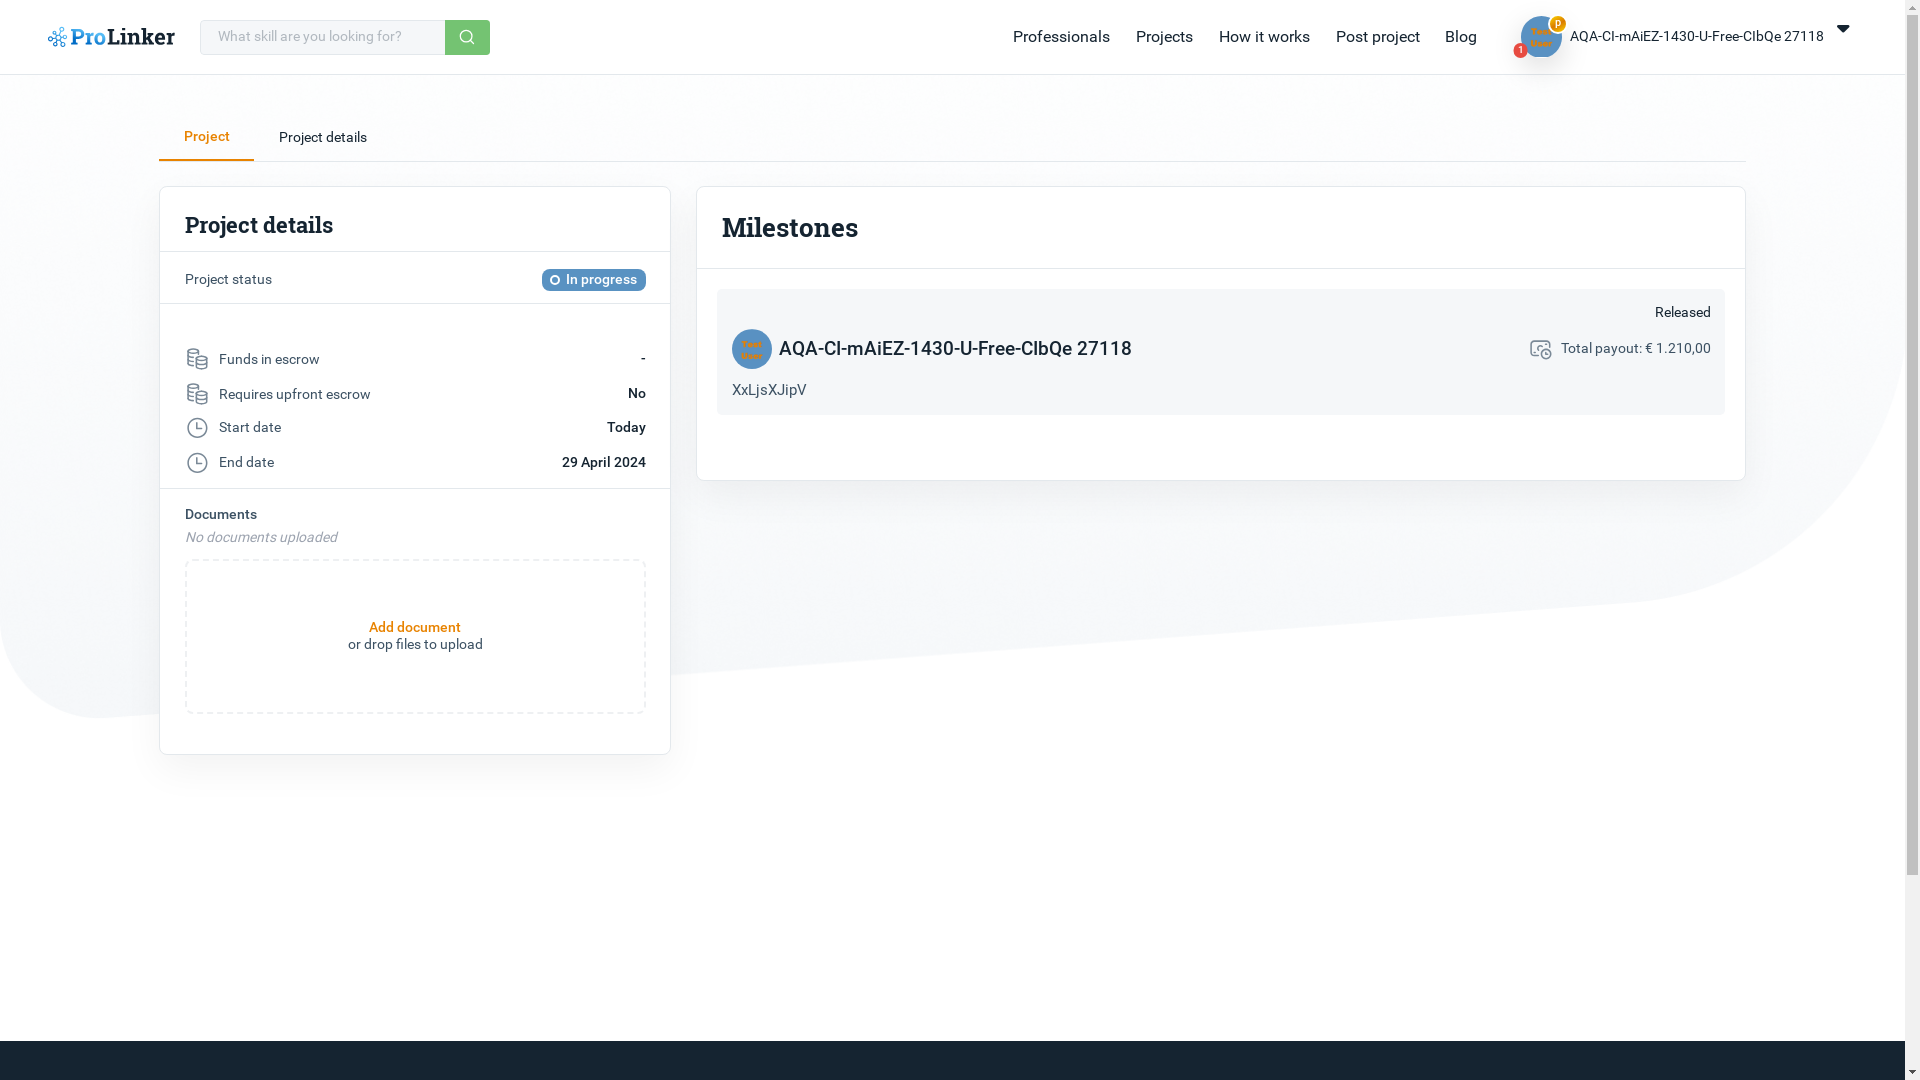 ProLinker
What skill are you looking for?
Professionals
Projects
How it works
Post project
Blog
P
Test
User
1
AQA-CI-mAiEZ-1430-U-Free-CIbQe 27118
Project
Project details
Project details
Project status
In progress
Funds in escrow
-
Requires upfront escrow
No
Start date
Today
End date
29 April 2024
Documents
No documents uploaded
Add document
or drop files to upload
Milestones
Released
Test
User
AQA-CI-mAiEZ-1430-U-Free-CIbQe 27118
Total payout: € 1.210,00
XxLjsXJipV